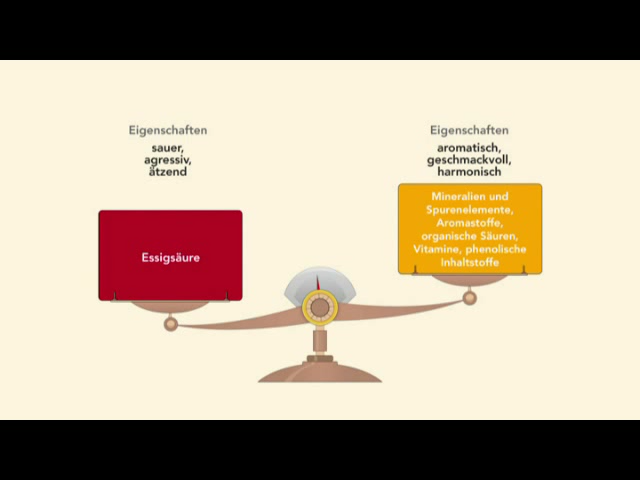 Eigenschaften
sauer,
agressiv,
ätzend
Essigsäure
Eigenschaften
aromatisch,
geschmackvoll,
harmonisch
Mineralien und
Spurenelemente,
Aromastoffe,
organische Säuren,
Vitamine, phenolische
Inhaltstoffe